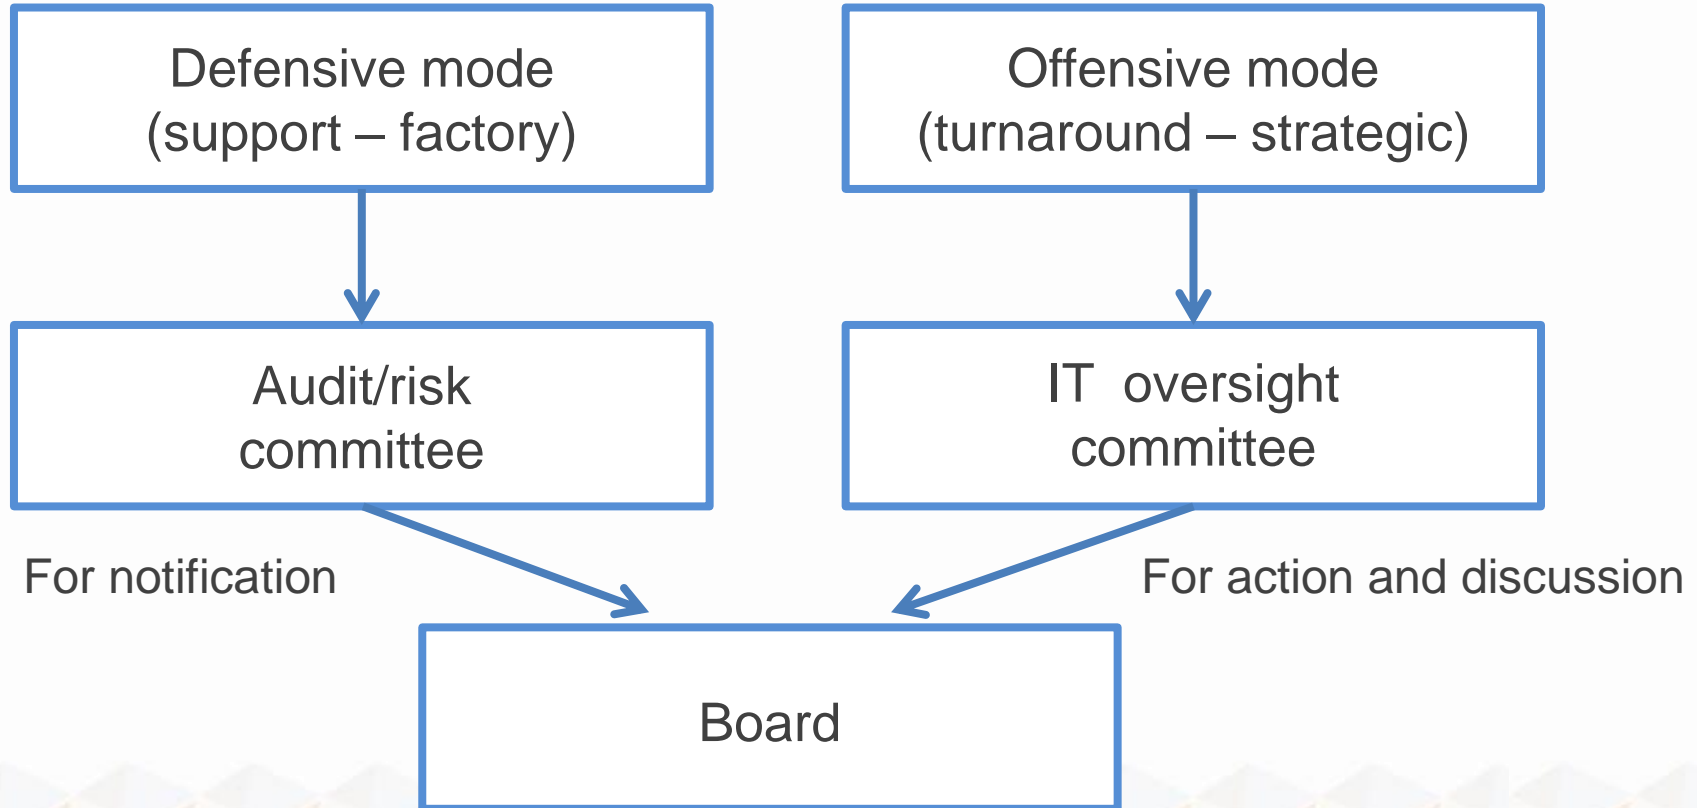 Defensive mode
(support – factory)
Offensive mode
(turnaround – strategic)
Audit/risk
committee
IT oversight
committee
For notification
For action and discussion
Board